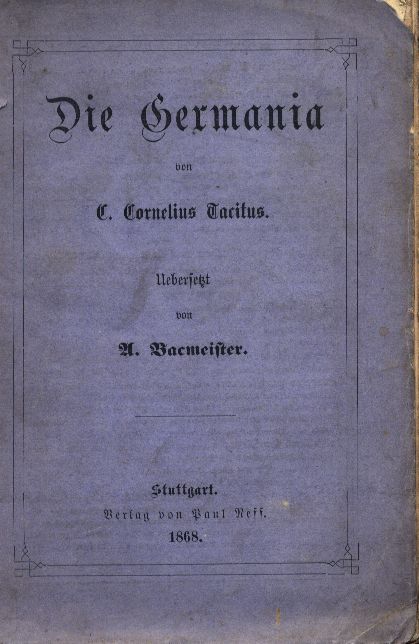 Die Germania
von
C. Cornelius Tacitus.
Uebersetzt
von
A. Bacmeister.
Stuttgart.
Verlag von Paul Neff.
1868.